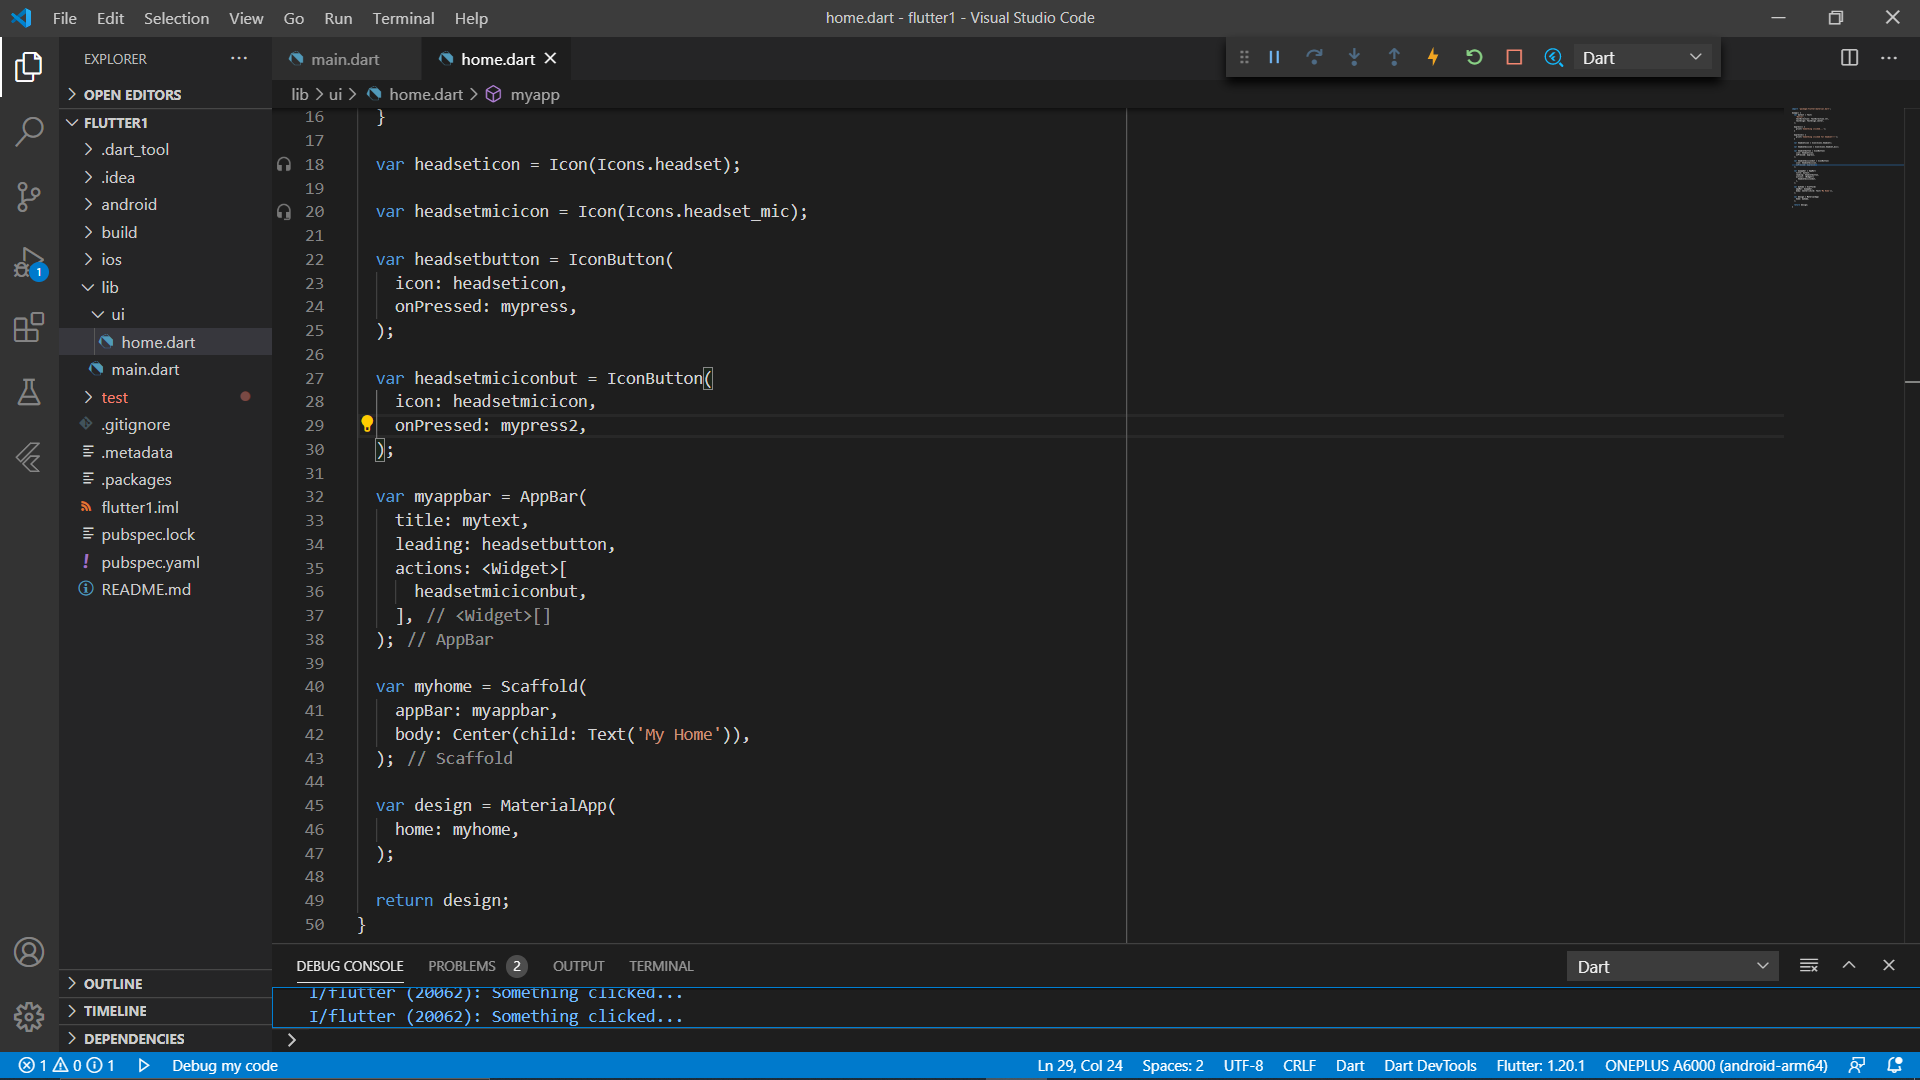 File Edit Selection View Go Run Terminal Help
home.dart - flutter1 - Visual Studio Code
EXPLORER
OPEN EDITORS
FLUTTER1
.dart_tool
.idea
android
build
ios
lib
ui
home.dart
main.dart
test
.gitignore
.metadata
.packages
flutter1.iml
pubspec.lock
pubspec.yaml
README.md
OUTLINE
TIMELINE
DEPENDENCIES
1
main.dart home.dart
Dart
lib > ui > home.dart > myapp
16 }
17
18 var headseticon = Icon(Icons.headset);
19
20 var headsetmicicon = Icon(Icons.headset_mic);
21
22 var headsetbutton = IconButton(
23 icon: headseticon,
24 onPressed: mypress,
25 );
26
27 var headsetmiciconbut = IconButton(
28 icon: headsetmicicon,
29 onPressed: mypress2,
30 );
31
32 var myappbar = AppBar(
33 title: mytext,
34 leading: headsetbutton,
35 actions: <Widget>[
36 headsetmiciconbut,
37 ], // <Widget>[]
38 ); // AppBar
39
40 var myhome = Scaffold(
41 appBar: myappbar,
42 body: Center(child: Text('My Home')),
43 ); // Scaffold
44
45 var design = MaterialApp(
46 home: myhome,
47 );
48
49 return design;
50 }
DEBUG CONSOLE PROBLEMS 2 OUTPUT TERMINAL
Dart
I/flutter (20062): Something clicked...
I/flutter (20062): Something clicked...
>
1 0 1 Debug my code
Ln 29, Col 24 Spaces: 2 UTF-8 CRLF Dart Dart DevTools Flutter: 1.20.1 ONEPLUS A6000 (android-arm64)